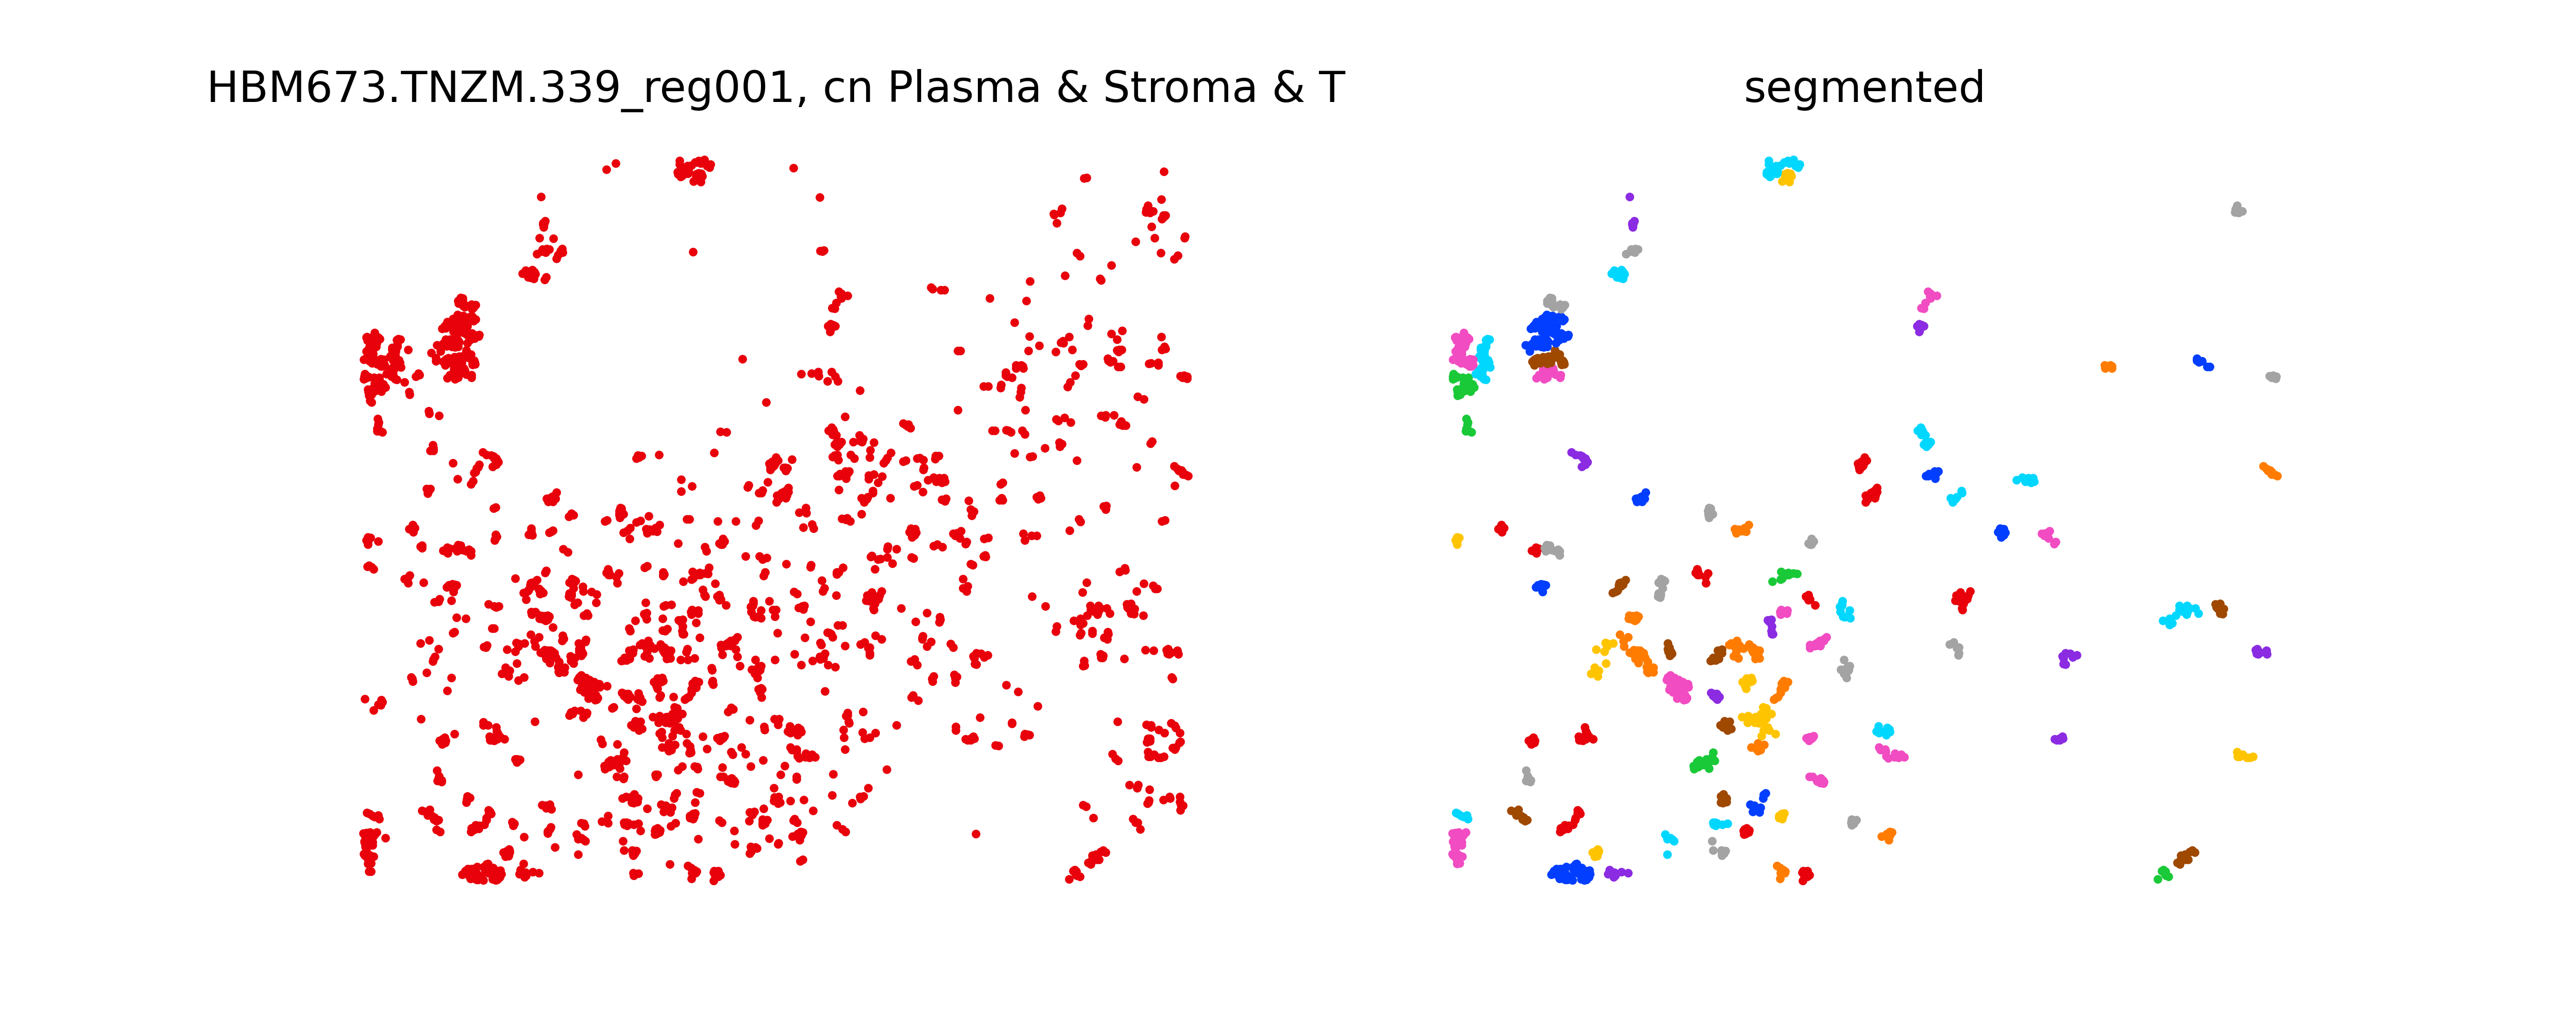 HBM673.TNZM.339_reg001, cn Plasma & Stroma & T
segmented